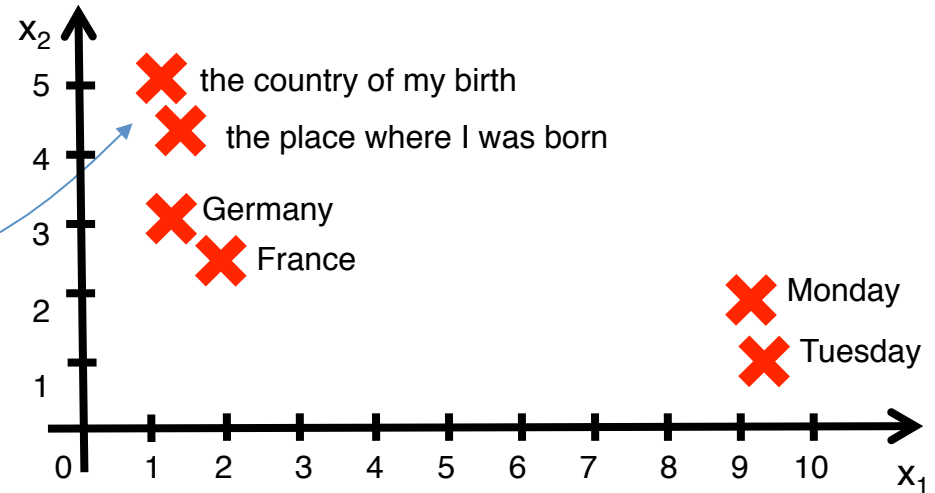 x2
5
the country of my birth
the place where I was born
4
3
Germany
France
2
Monday
Tuesday
1
0 1 2 3 4 5 6 7 8 9 10
x1